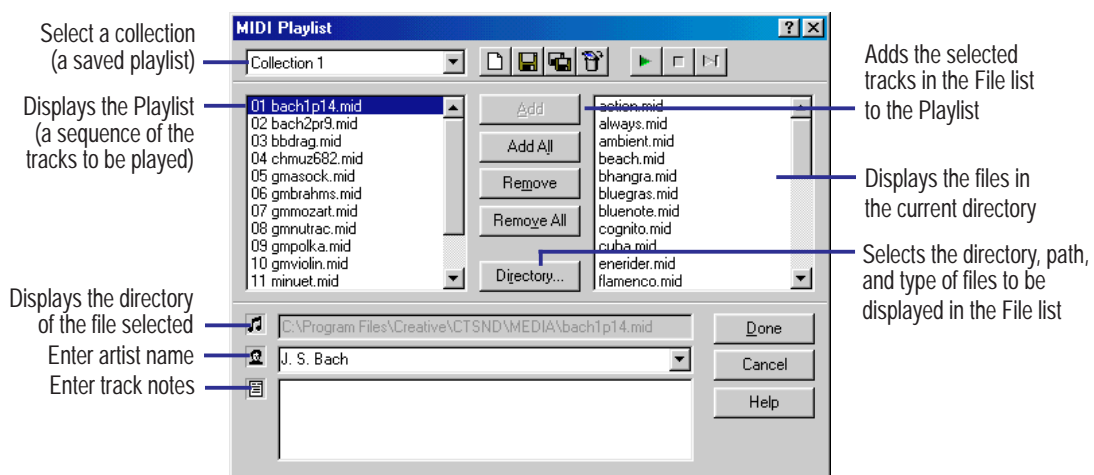 Select a collection
(a saved playlist)
Displays the Playlist
(a sequence of the
tracks to be played)
Displays the directory
of the file selected
Enter artist name
Enter track notes
MIDI Playlist
Collection 1
01 bach1p14.mid
02 bach2pr9.mid
03 bbdrag.mid
04 chmuz682.mid
05 gmasock.mid
06 gmbrahms.mid
07 gmmozart.mid
08 gmnutrac.mid
09 gmpolka.mid
10 gmviolin.mid
11 minuet.mid
Add
Add All
Remove
Remove All
Directory...
action.mid
always.mid
ambient.mid
beach.mid
bhangra.mid
bluegras.mid
bluenote.mid
cognito.mid
cuba.mid
enerider.mid
flamenco.mid
C:\Program Files\Creative\CTSND\MEDIA\bach1p14.mid
J. S. Bach
Done
Cancel
Help
Adds the selected
tracks in the File list
to the Playlist
Displays the files in
the current directory
Selects the directory, path,
and type of files to be
displayed in the File list